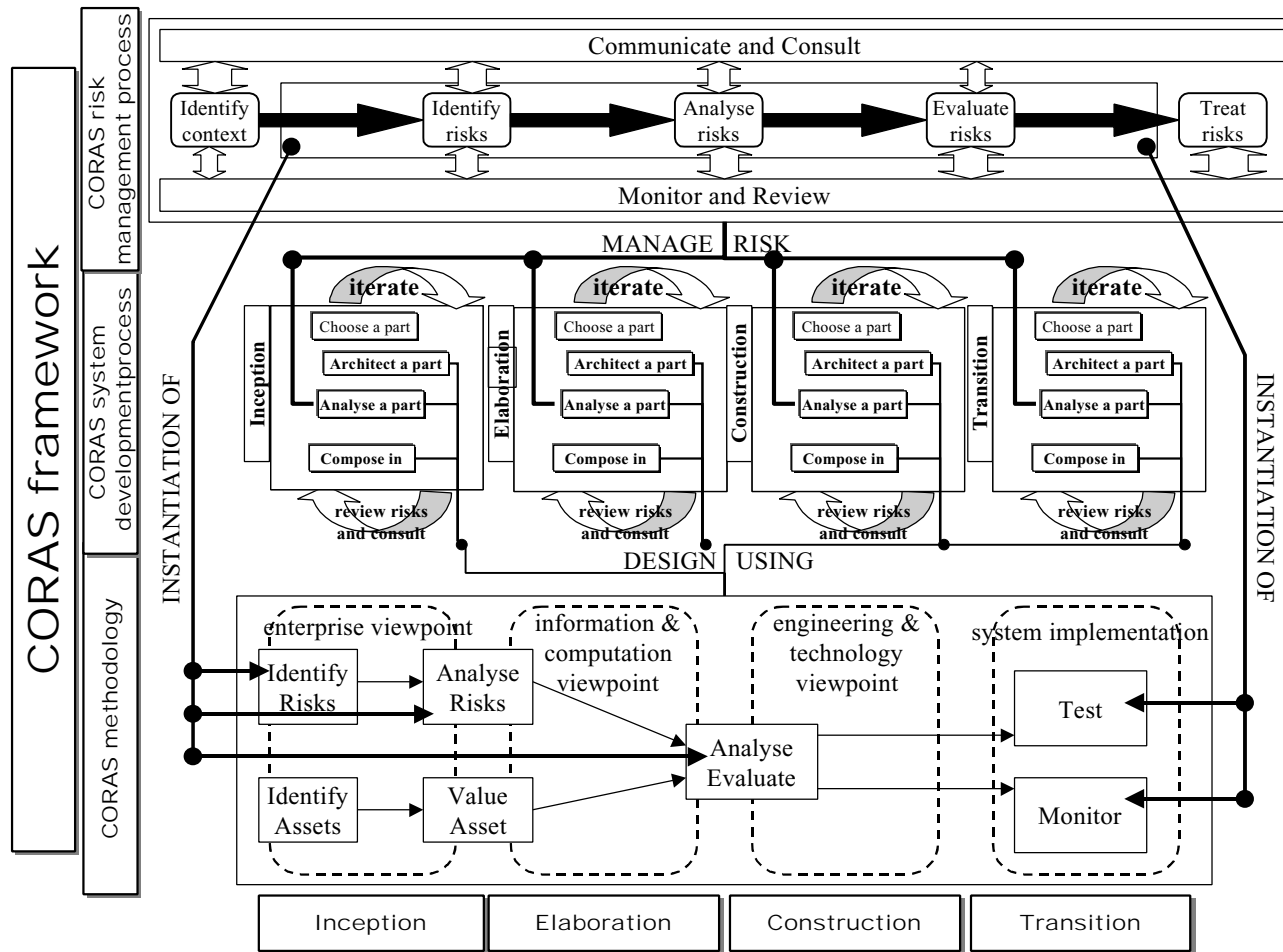 CORAS framework
CORAS risk
management process
CORAS system
developmentprocess
CORAS methodology
Communicate and Consult
Identify
context
Identify
risks
Analyse
risks
Evaluate
risks
Treat
risks
Monitor and Review
MANAGE RISK
INSTANTIATION OF
INSTANTIATION OF
Inception
iterate
Choose a part
Architect a part
Analyse a part
Compose in
review risks
and consult
Elaboration
iterate
Choose a part
Architect a part
Analyse a part
Compose in
review risks
and consult
Construction
iterate
Choose a part
Architect a part
Analyse a part
Compose in
review risks
and consult
Transition
iterate
Choose a part
Architect a part
Analyse a part
Compose in
review risks
and consult
DESIGN USING
enterprise viewpoint
information &
computation
viewpoint
engineering &
technology
viewpoint
system implementation
Identify
Risks
Analyse
Risks
Identify
Assets
Value
Asset
Analyse
Evaluate
Test
Monitor
Inception
Elaboration
Construction
Transition